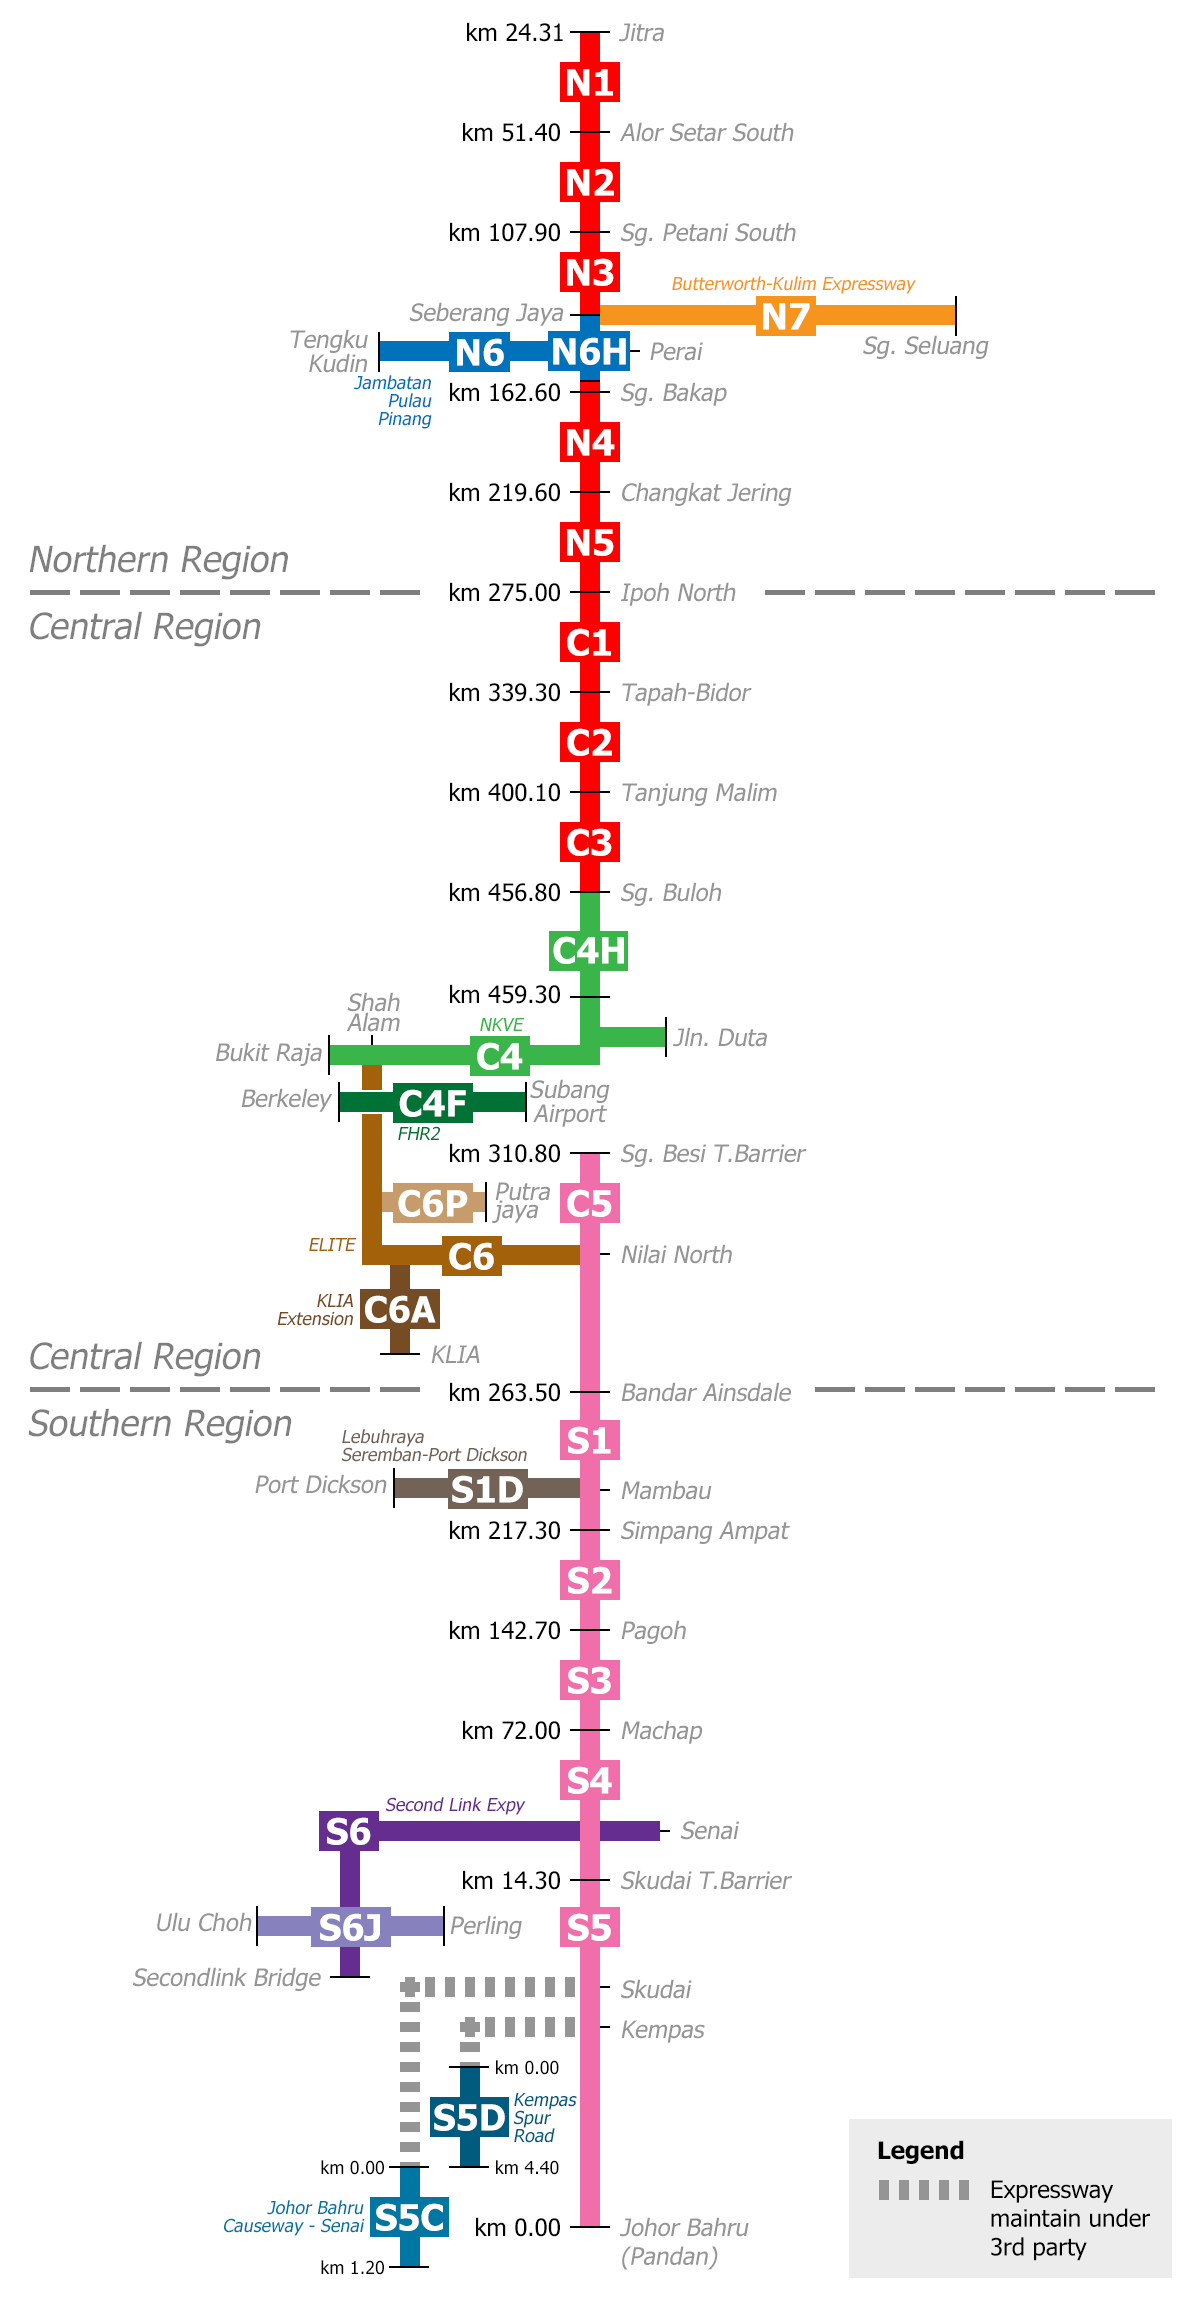 km 24.31
Jitra
N1
km 51.40
Alor Setar South
N2
km 107.90
Sg. Petani South
N3
Butterworth-Kulim Expressway
Seberang Jaya
N7
Tengku
Kudin
N6
N6H
Perai
Sg. Seluang
Jambatan
Pulau
Pinang
km 162.60
Sg. Bakap
N4
km 219.60
Changkat Jering
N5
Northern Region
km 275.00
Ipoh North
Central Region
C1
km 339.30
Tapah-Bidor
C2
km 400.10
Tanjung Malim
C3
km 456.80
Sg. Buloh
C4H
km 459.30
Shah
Alam
NKVE
Bukit Raja
C4
Jln. Duta
Berkeley
C4F
Subang
Airport
FHR2
km 310.80
Sg. Besi T.Barrier
C6P
Putra
jaya
C5
ELITE
C6
Nilai North
KLIA
Extension
C6A
KLIA
Central Region
km 263.50
Bandar Ainsdale
Southern Region
S1
Lebuhraya
Seremban-Port Dickson
Port Dickson
S1D
Mambau
km 217.30
Simpang Ampat
S2
km 142.70
Pagoh
S3
km 72.00
Machap
S4
Second Link Expy
S6
Senai
km 14.30
Skudai T.Barrier
Ulu Choh
S6J
Perling
S5
Secondlink Bridge
Skudai
Kempas
km 0.00
S5D
Kempas
Spur
Road
km 4.40
km 0.00
Johor Bahru
Causeway - Senai
S5C
km 1.20
km 0.00
Johor Bahru
(Pandan)
Legend
Expressway
maintain under
3rd party